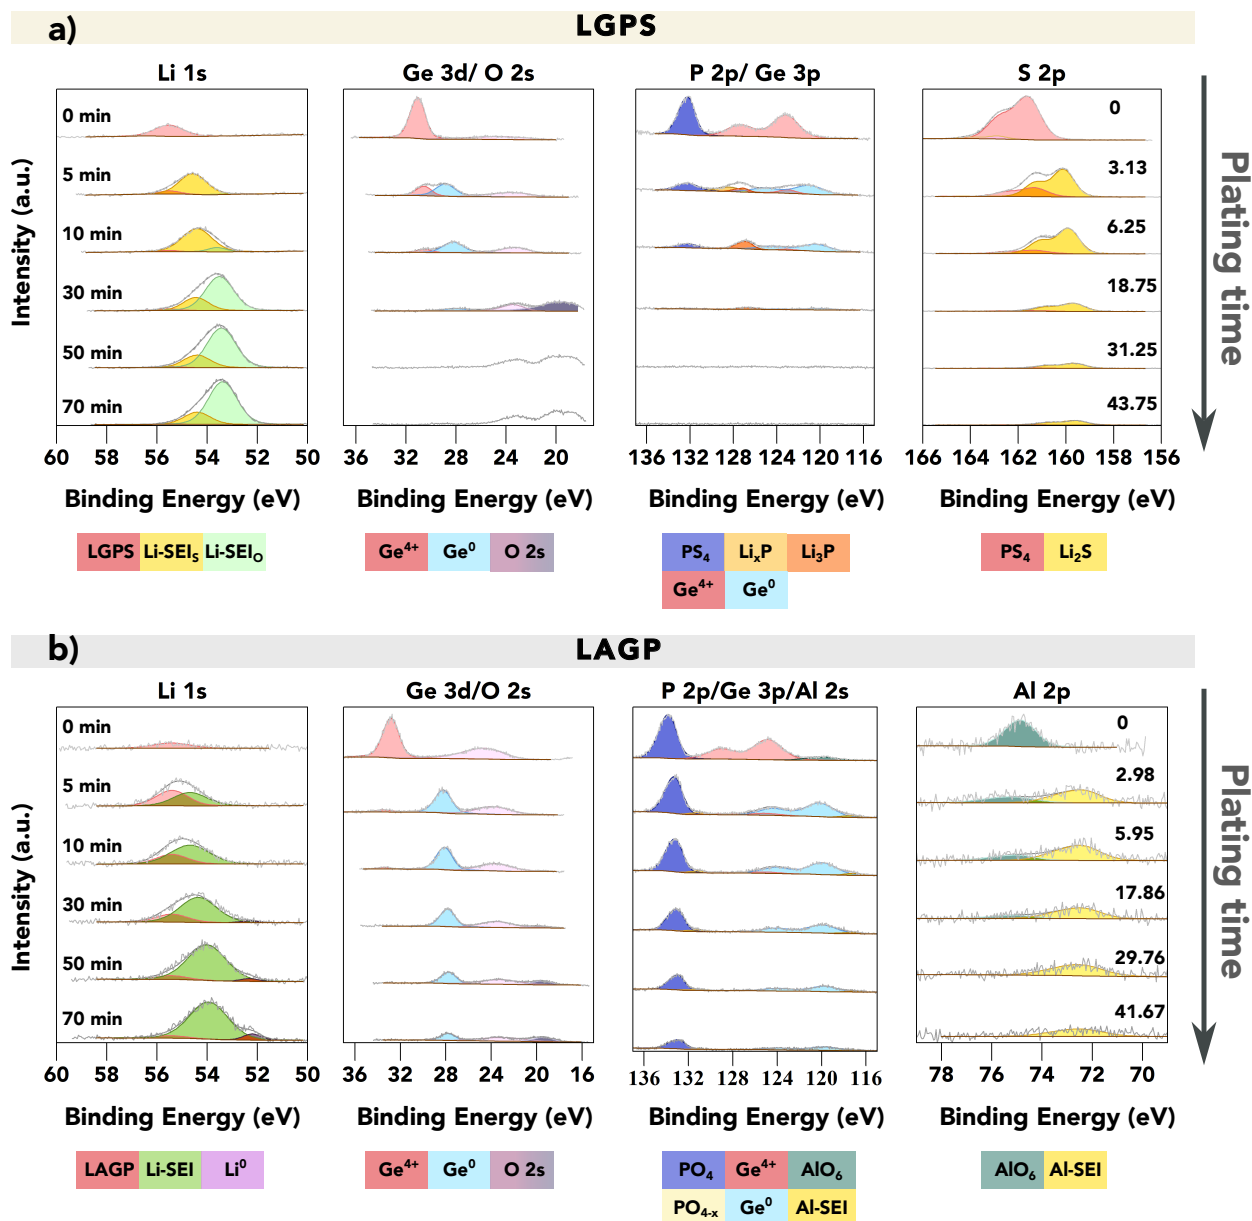 a)
LGPS
Li 1s
Ge 3d/ O 2s
P 2p/ Ge 3p
S 2p
0 min
5 min
10 min
30 min
50 min
70 min
0
3.13
6.25
18.75
31.25
43.75
Intensity (a.u.)
Plating time
60 58 56 54 52 50
36 32 28 24 20
136 132 128 124 120 116
166 164 162 160 158 156
Binding Energy (eV)
Binding Energy (eV)
Binding Energy (eV)
Binding Energy (eV)
LGPS Li-SEIS Li-SEIO
Ge4+ Ge0 O 2s
PS4 LixP Li3P
Ge4+ Ge0
PS4 Li2S
b)
LAGP
Li 1s
Ge 3d/O 2s
P 2p/Ge 3p/Al 2s
Al 2p
0 min
5 min
10 min
30 min
50 min
70 min
0
2.98
5.95
17.86
29.76
41.67
Intensity (a.u.)
Plating time
60 58 56 54 52 50
36 32 28 24 20 16
136 132 128 124 120 116
78 76 74 72 70
Binding Energy (eV)
Binding Energy (eV)
Binding Energy (eV)
Binding Energy (eV)
LAGP Li-SEI Li0
Ge4+ Ge0 O 2s
PO4 Ge4+ AlO6
PO4-x Ge0 Al-SEI
AlO6 Al-SEI